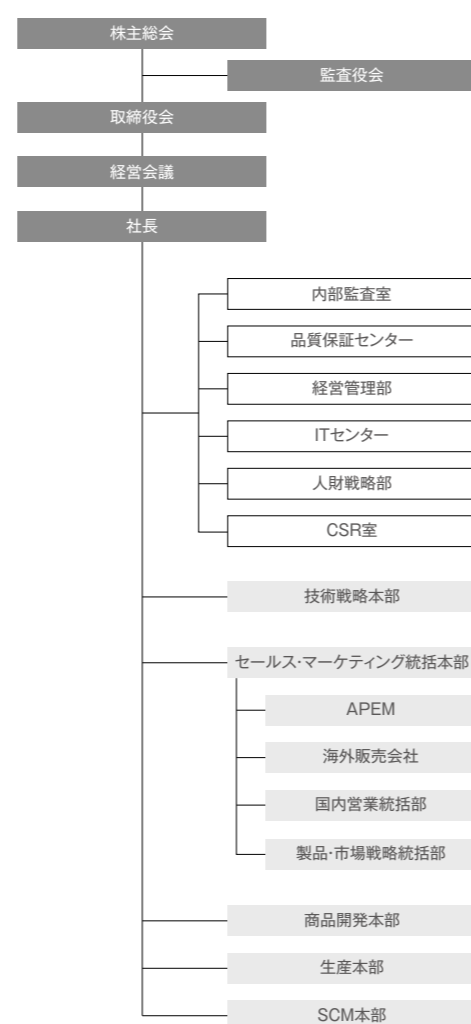 株主総会
監査役会
取締役会
経営会議
社長
内部監査室
品質保証センター
経営管理部
ITセンター
人財戦略部
CSR室
技術戦略本部
セールス・マーケティング統括本部
APEM
海外販売会社
国内営業統括部
製品・市場戦略統括部
商品開発本部
生産本部
SCM本部